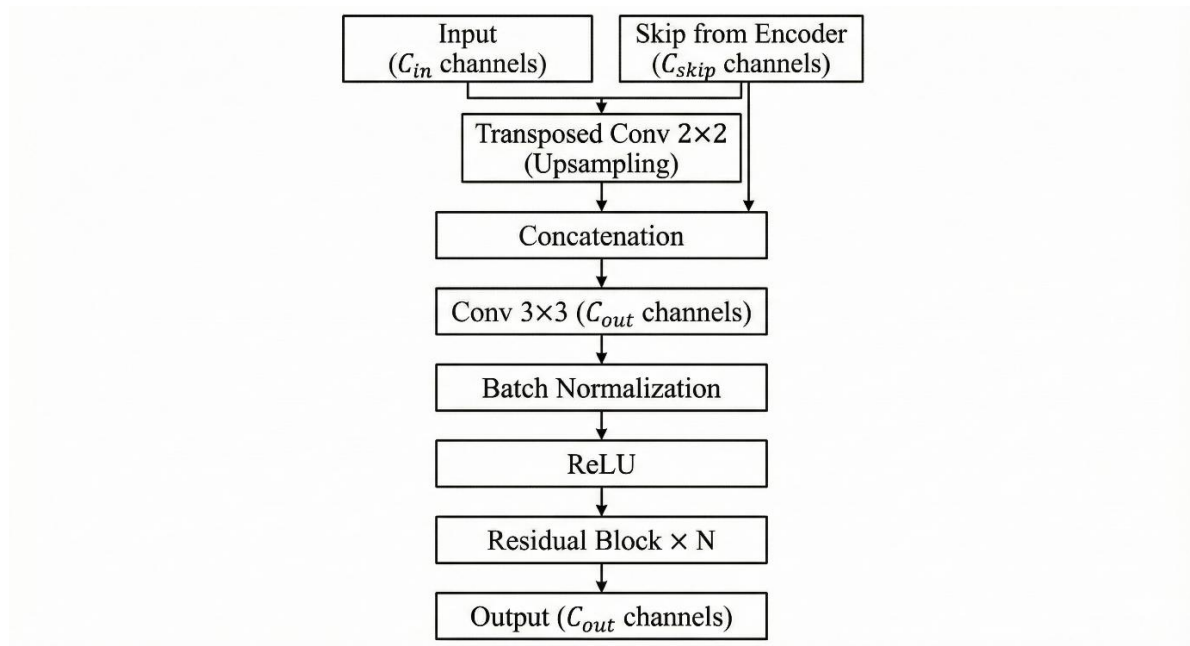 Input
(C_in channels)
Skip from Encoder
(C_skip channels)
Transposed Conv 2×2
(Upsampling)
Concatenation
Conv 3×3 (C_out channels)
Batch Normalization
ReLU
Residual Block × N
Output (C_out channels)